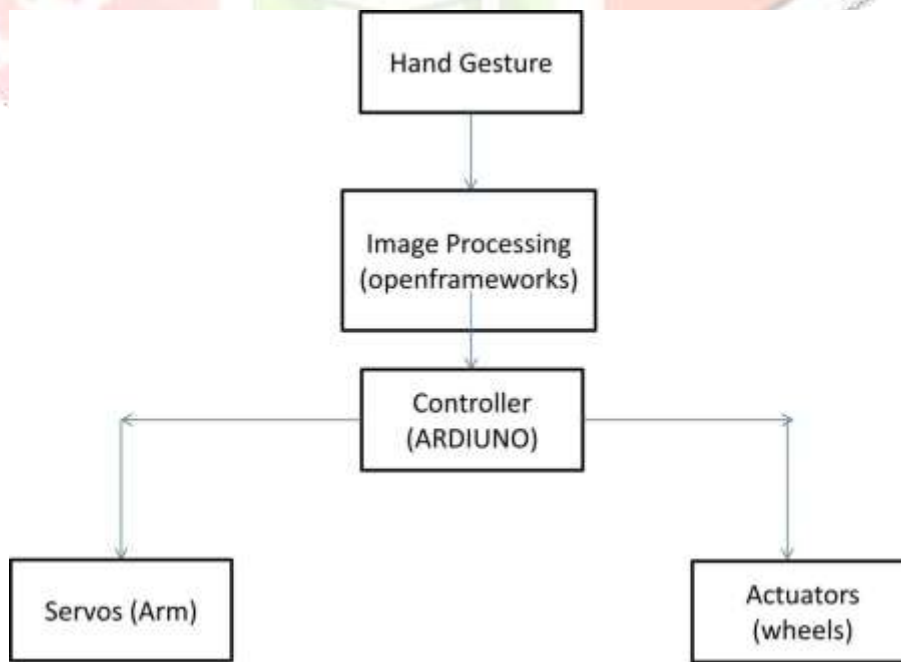 Hand Gesture
Image Processing
(openframeworks)
Controller
(ARDIUNO)
Servos (Arm)
Actuators
(wheels)